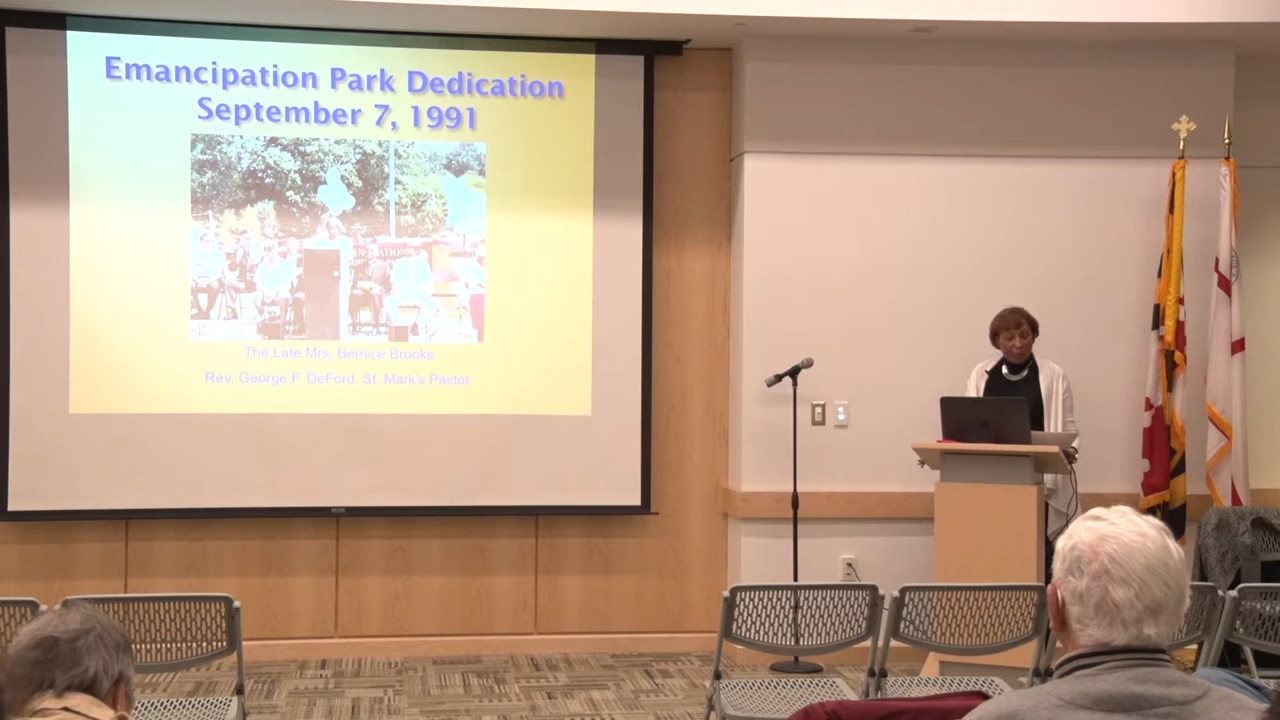 Emancipation Park Dedication
September 7, 1991
The Late Mrs. Bernice Brooks
Rev. George F. DeFord, St. Mark's Pastor